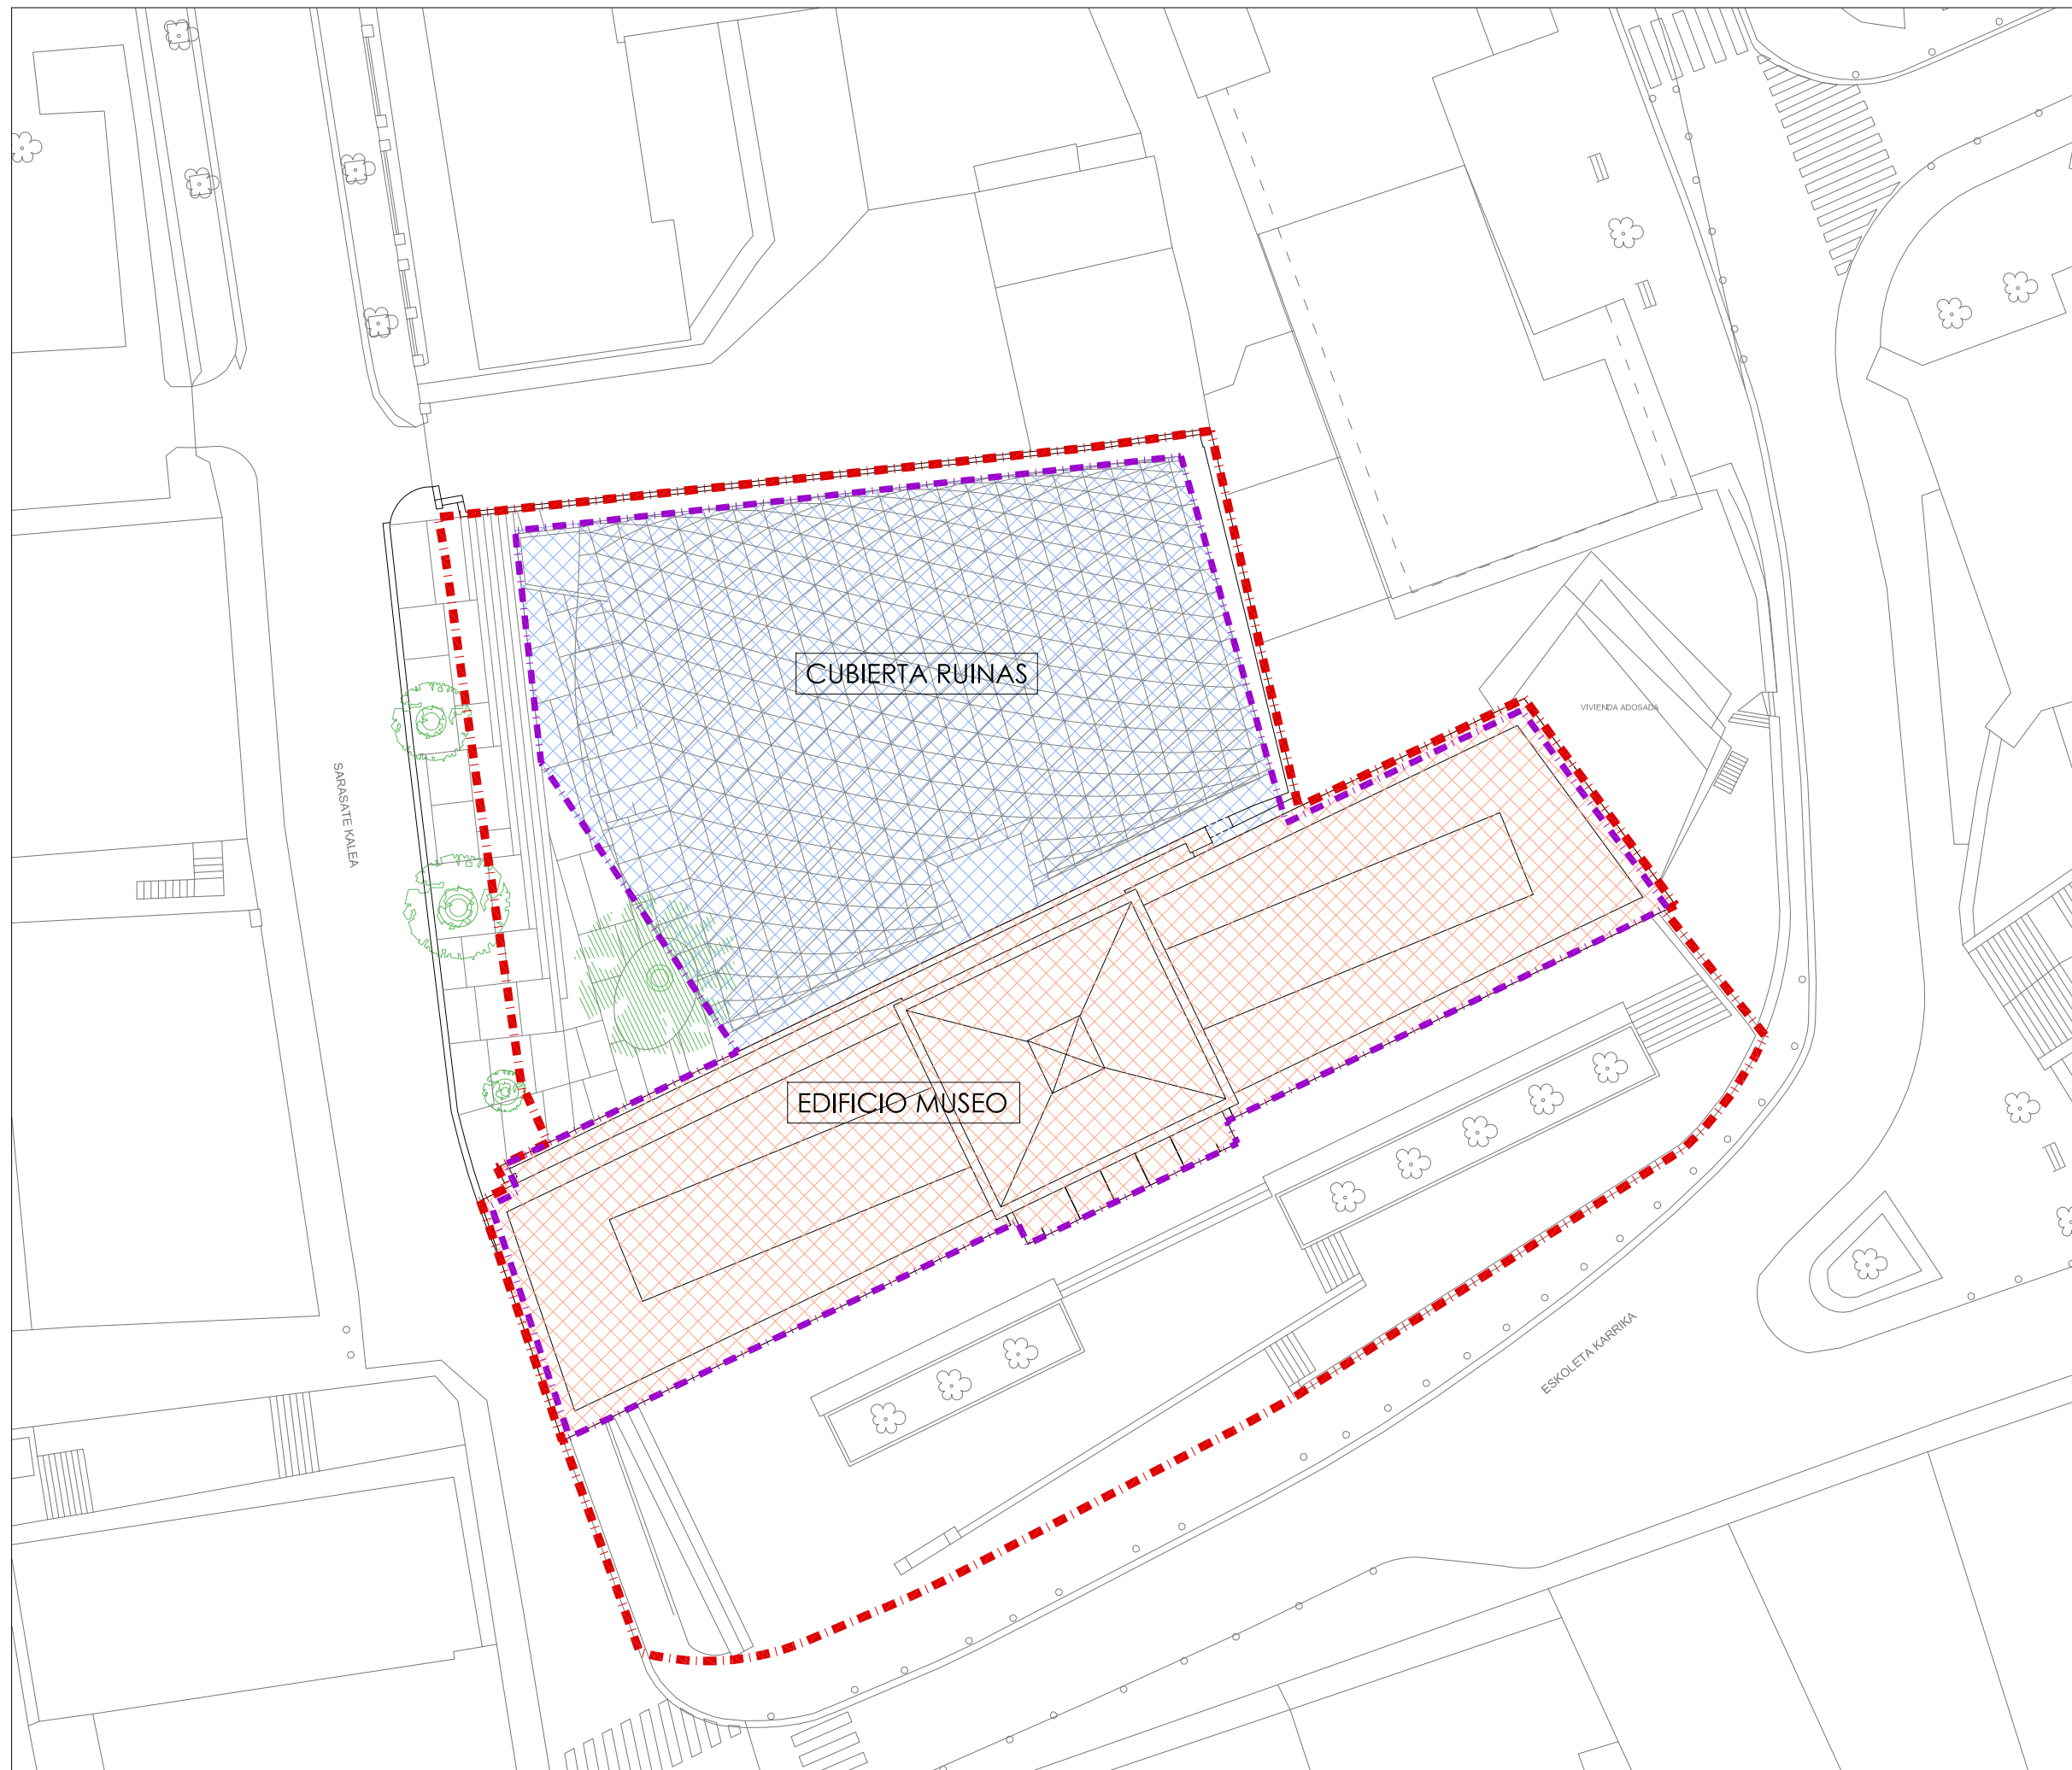 CUBIERTA RUINAS
VIVIENDA ADOSADA
SARASATE KALEA
EDIFICIO MUSEO
ESKOLETA KARRIKA